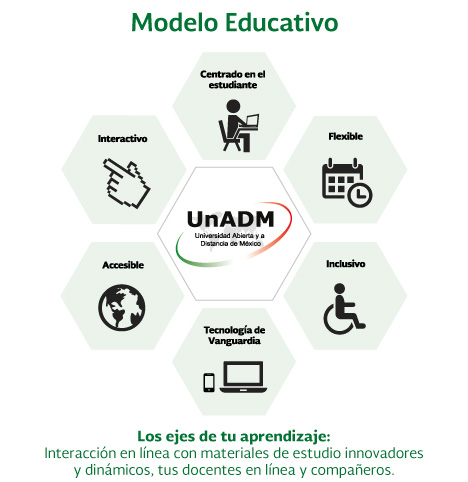 Modelo Educativo
Centrado en el
estudiante
Interactivo
Flexible
UnADM
Universidad Abierta y a
Distancia de México
Accesible
Inclusivo
Tecnología de
Vanguardia
Los ejes de tu aprendizaje:
Interacción en línea con materiales de estudio innovadores
y dinámicos, tus docentes en línea y compañeros.